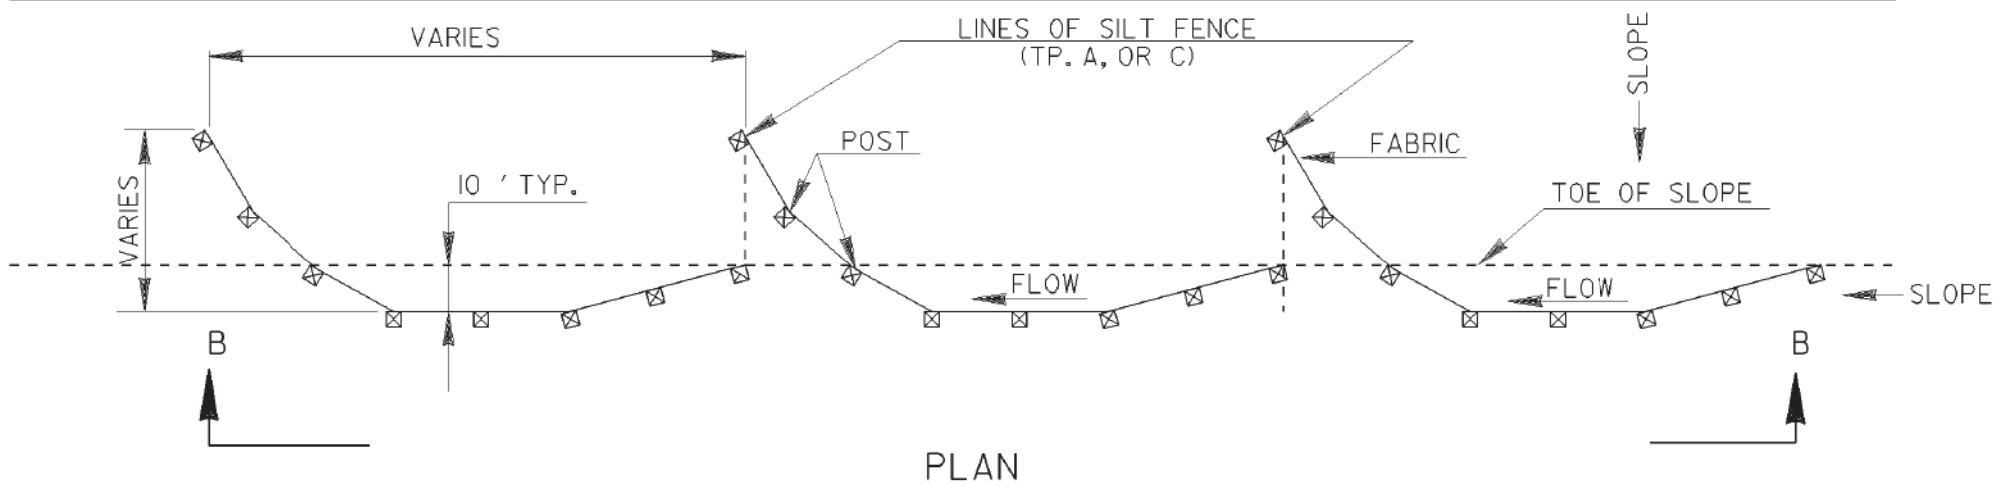 VARIES
LINES OF SILT FENCE
(TP. A, OR C)
SLOPE
POST
FABRIC
10 ' TYP.
VARIES
TOE OF SLOPE
FLOW
FLOW
SLOPE
B
B
PLAN